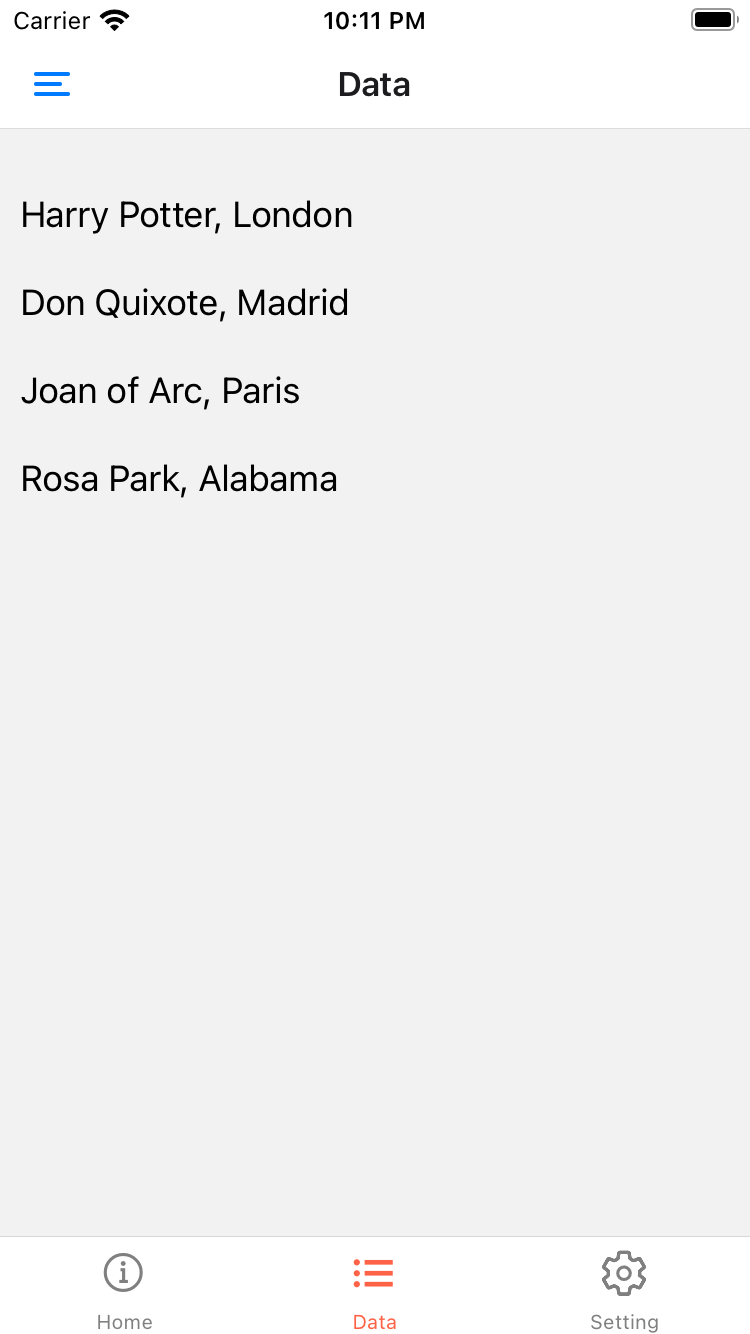 Carrier 10:11 PM
Data
Harry Potter, London
Don Quixote, Madrid
Joan of Arc, Paris
Rosa Park, Alabama
Home Data Setting